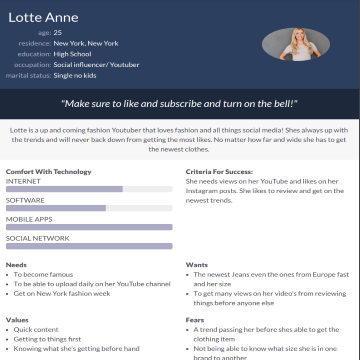 Lotte Anne
age: 25
residence: New York, New York
education: High School
occupation: Social influencer/ Youtuber
marital status: Single no kids
"Make sure to like and subscribe and turn on the bell!"
Lotte is a up and coming fashion Youtuber that loves fashion and all things social media! Shes always up with
the trends and will never back down from getting the most likes. No matter how far and wide she has to get
the newest clothes.
Comfort With Technology
INTERNET
SOFTWARE
MOBILE APPS
SOCIAL NETWORK
Criteria For Success:
She needs views on her YouTube and likes on her
Instagram posts. She likes to review and get on the
newest trends.
Needs
• To become famous
• To be able to upload daily on her YouTube channel
• Get on New York fashion week
Wants
• The newest Jeans even the ones from Europe fast
and her size
• To get many views on her video's from reviewing
things before anyone else
Values
• Quick content
• Getting to things first
• Knowing what she's getting before hand
Fears
• A trend passing her before shes able to get the
clothing item
• Not being able to know what size she is in one
brand to another